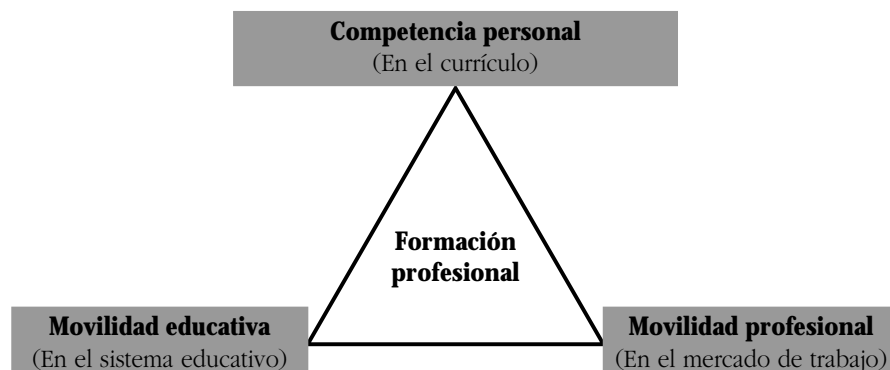 Competencia personal
(En el currículo)
Formación
profesional
Movilidad educativa
(En el sistema educativo)
Movilidad profesional
(En el mercado de trabajo)